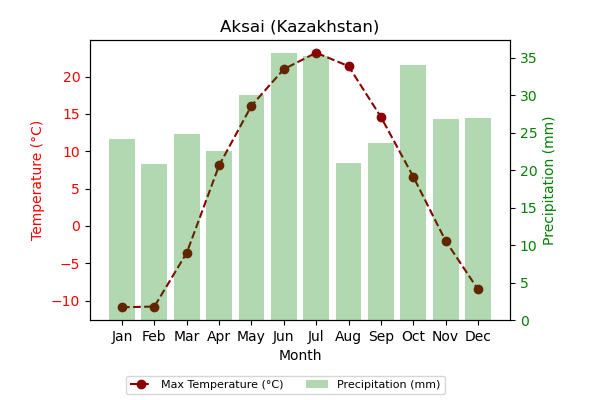 Aksai (Kazakhstan)
Temperature (°C)
20
15
10
5
0
−5
−10
Jan Feb Mar Apr May Jun Jul Aug Sep Oct Nov Dec
Month
35
30
25
20
15
10
5
0
Precipitation (mm)
Max Temperature (°C) Precipitation (mm)